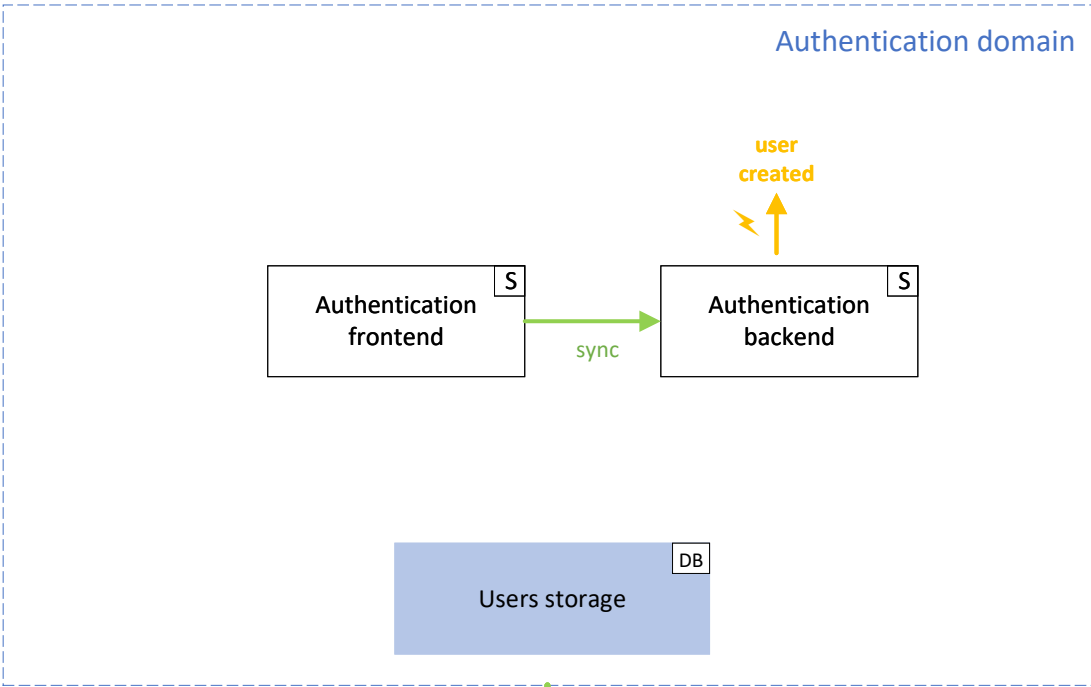 Authentication domain
user
created
S
Authentication
frontend
sync
S
Authentication
backend
DB
Users storage